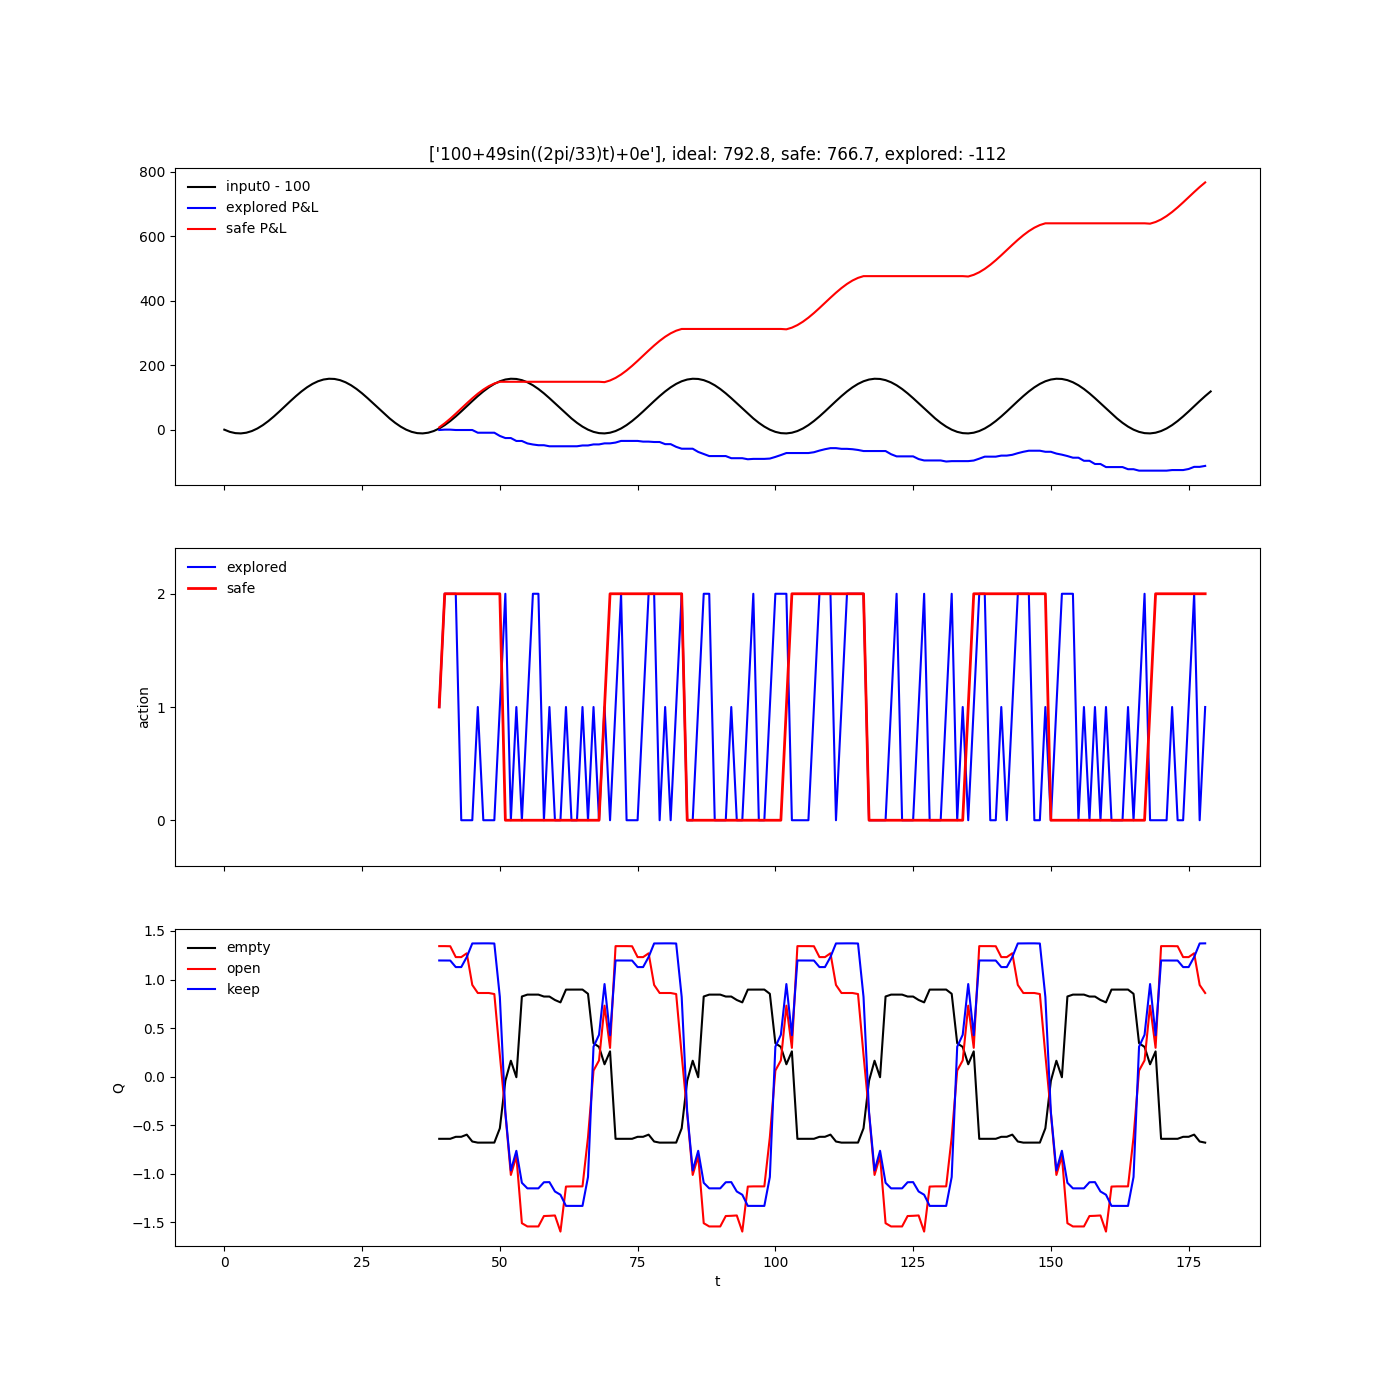 ['100+49sin((2pi/33)t)+0e'], ideal: 792.8, safe: 766.7, explored: -112
800
600
400
200
0
input0 - 100
explored P&L
safe P&L
action
2
1
0
explored
safe
Q
1.5
1.0
0.5
0.0
−0.5
−1.0
−1.5
empty
open
keep
0 25 50 75 100 125 150 175
t